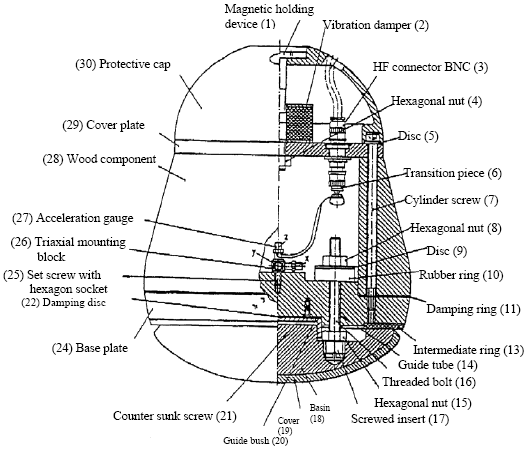 Magnetic holding
device (1)
Vibration damper (2)
(30) Protective cap
HF connector BNC (3)
Hexagonal nut (4)
(29) Cover plate
Disc (5)
(28) Wood component
Transition piece (6)
Cylinder screw (7)
(27) Acceleration gauge
Hexagonal nut (8)
(26) Triaxial mounting
block
Disc (9)
(25) Set screw with
hexagon socket
Rubber ring (10)
(22) Damping disc
Damping ring (11)
(24) Base plate
Intermediate ring (13)
Guide tube (14)
Threaded bolt (16)
Hexagonal nut (15)
Counter sunk screw (21)
Basin
(18)
Screwed insert (17)
Cover
(19)
Guide bush (20)